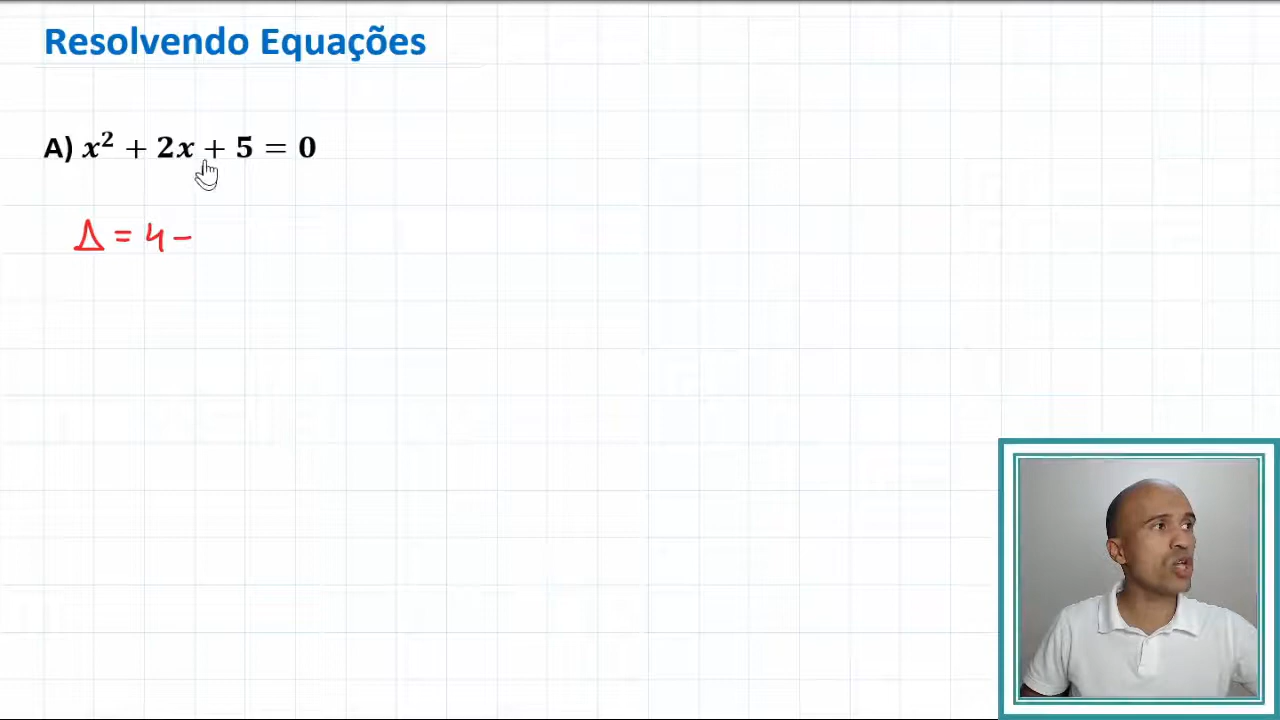 Resolvendo Equações
A) x² + 2x + 5 = 0
Δ = 4 −